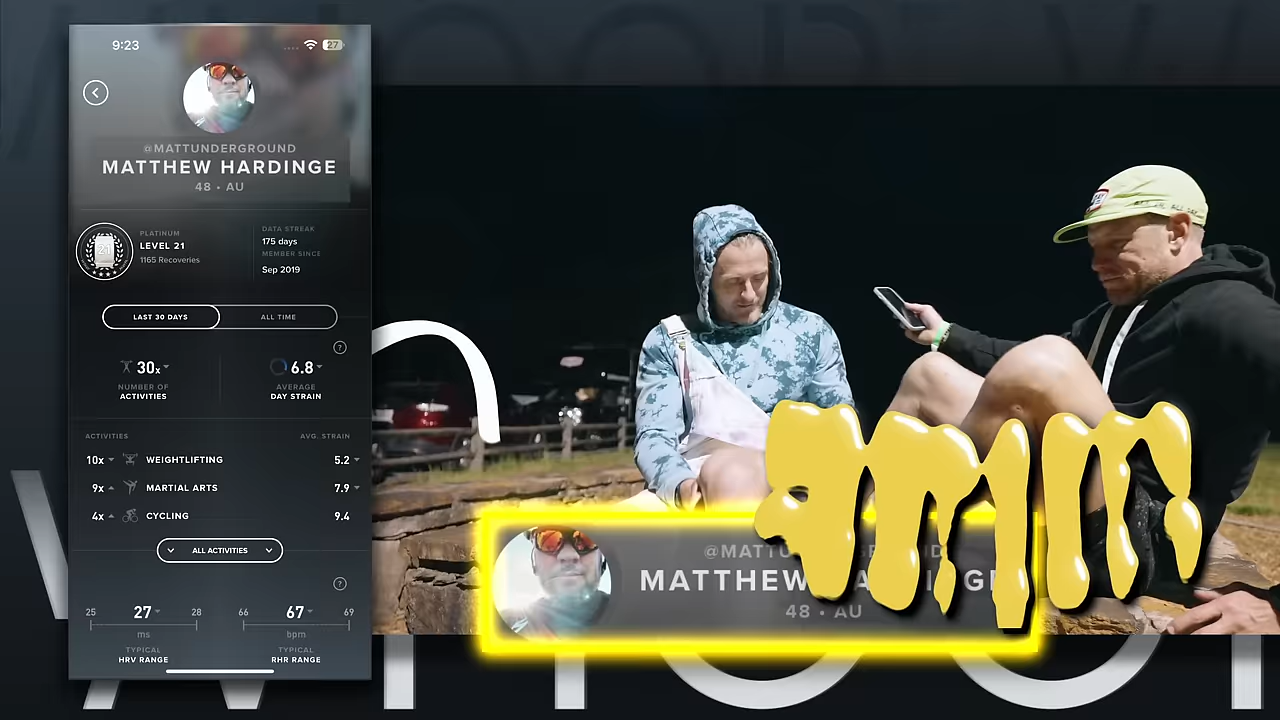 9:23
27
@MATTUNDERGROUND
MATTHEW HARDINGE
48 • AU
PLATINUM
LEVEL 21
1165 Recoveries
21
DATA STREAK
175 days
MEMBER SINCE
Sep 2019
LAST 30 DAYS
ALL TIME
?
30x
NUMBER OF
ACTIVITIES
6.8
AVERAGE
DAY STRAIN
ACTIVITIES
AVG. STRAIN
10x WEIGHTLIFTING 5.2
9x MARTIAL ARTS 7.9
4x CYCLING 9.4
ALL ACTIVITIES
?
25 27 28
ms
TYPICAL
HRV RANGE
66 67 69
bpm
TYPICAL
RHR RANGE
48 • AU